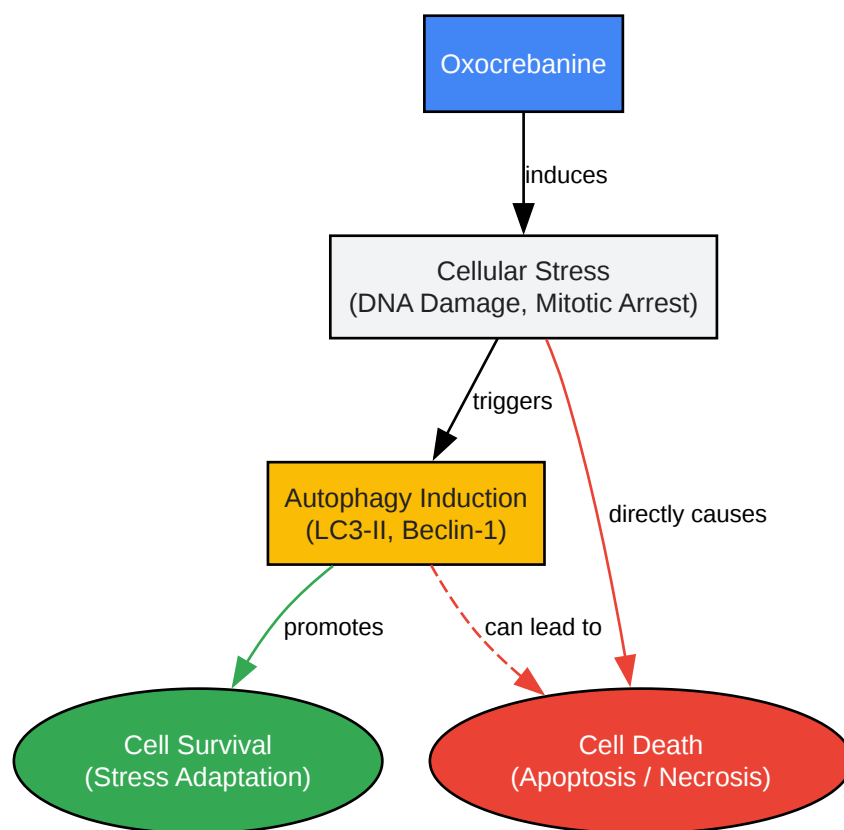 Oxocrebanine
induces
Cellular Stress
(DNA Damage, Mitotic Arrest)
triggers
Autophagy Induction
(LC3-II, Beclin-1)
directly causes
promotes
can lead to
Cell Survival
(Stress Adaptation)
Cell Death
(Apoptosis / Necrosis)